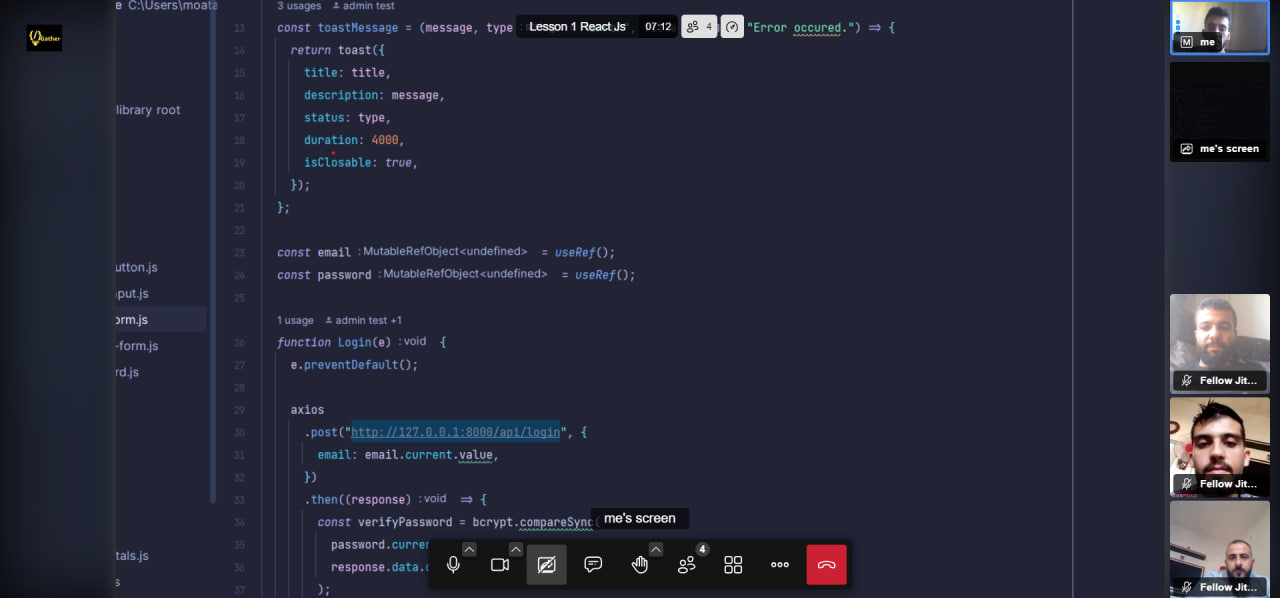 Gather
e C:\Users\moata
library root
utton.js
put.js
orm.js
-form.js
rd.js
tals.js
s
3 usages admin test
13 const toastMessage = (message, type "Error occured.") => {
14 return toast({
15 title: title,
16 description: message,
17 status: type,
18 duration: 4000,
19 isClosable: true,
20 });
21 };
22
23 const email : MutableRefObject<undefined> = useRef();
24 const password : MutableRefObject<undefined> = useRef();
25
1 usage admin test +1
26 function Login(e) : void {
27 e.preventDefault();
28
29 axios
30 .post("http://127.0.0.1:8000/api/login", {
31 email: email.current.value,
32 })
33 .then((response) : void => {
34 const verifyPassword = bcrypt.compareSync(
35 password.curren
36 response.data.
37 );
Lesson 1 React Js 07:12 4
me's screen
4
M me
me's screen
Fellow Jit...
Fellow Jit...
Fellow Jit...